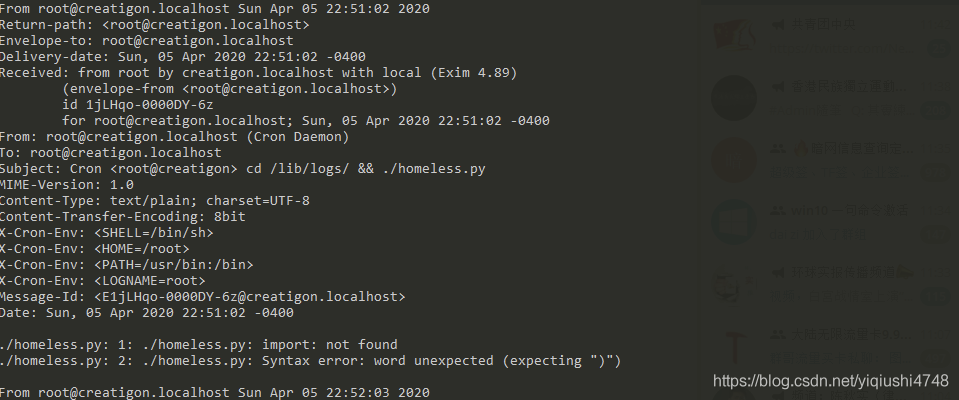 From root@creatigon.localhost Sun Apr 05 22:51:02 2020
Return-path: <root@creatigon.localhost>
Envelope-to: root@creatigon.localhost
Delivery-date: Sun, 05 Apr 2020 22:51:02 -0400
Received: from root by creatigon.localhost with local (Exim 4.89)
(envelope-from <root@creatigon.localhost>)
id 1jLHqo-0000DY-6z
for root@creatigon.localhost; Sun, 05 Apr 2020 22:51:02 -0400
From: root@creatigon.localhost (Cron Daemon)
To: root@creatigon.localhost
Subject: Cron <root@creatigon> cd /lib/logs/ && ./homeless.py
MIME-Version: 1.0
Content-Type: text/plain; charset=UTF-8
Content-Transfer-Encoding: 8bit
X-Cron-Env: <SHELL=/bin/sh>
X-Cron-Env: <HOME=/root>
X-Cron-Env: <PATH=/usr/bin:/bin>
X-Cron-Env: <LOGNAME=root>
Message-Id: <E1jLHqo-0000DY-6z@creatigon.localhost>
Date: Sun, 05 Apr 2020 22:51:02 -0400
./homeless.py: 1: ./homeless.py: import: not found
./homeless.py: 2: ./homeless.py: Syntax error: word unexpected (expecting ")")
From root@creatigon.localhost Sun Apr 05 22:52:03 2020
https://blog.csdn.net/yiqiushi4748